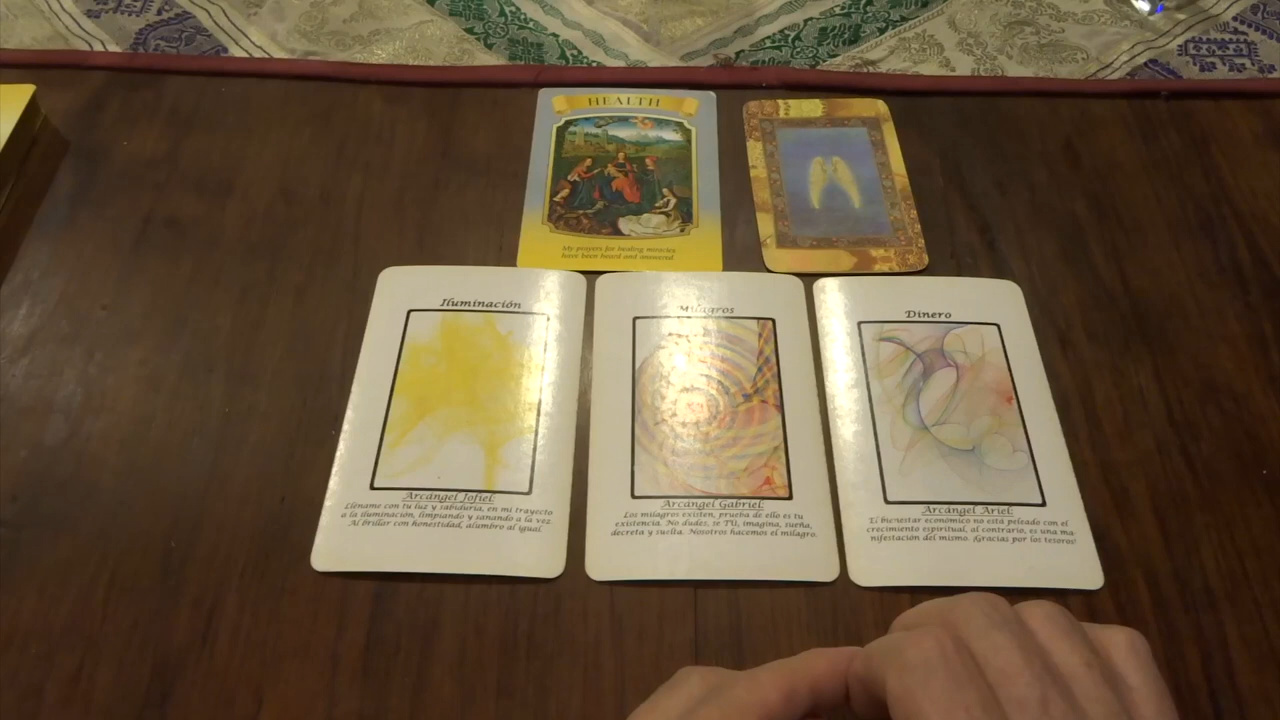 HEALTH
My prayers for healing miracles
have been heard and answered.
Iluminación
Arcángel Jofiel:
Lléname con tu luz y sabiduría, en mi trayecto
a la iluminación, limpiando y sanando a la vez.
Al brillar con honestidad, alumbro al igual.
Milagros
Arcángel Gabriel:
Los milagros existen, prueba de ello es tu
existencia. No dudes, se TÚ, imagina, sueña,
decreta y suelta. Nosotros hacemos el milagro.
Dinero
Arcángel Ariel:
El bienestar económico no está peleado con el
crecimiento espiritual, al contrario, es una ma-
nifestación del mismo. ¡Gracias por los tesoros!